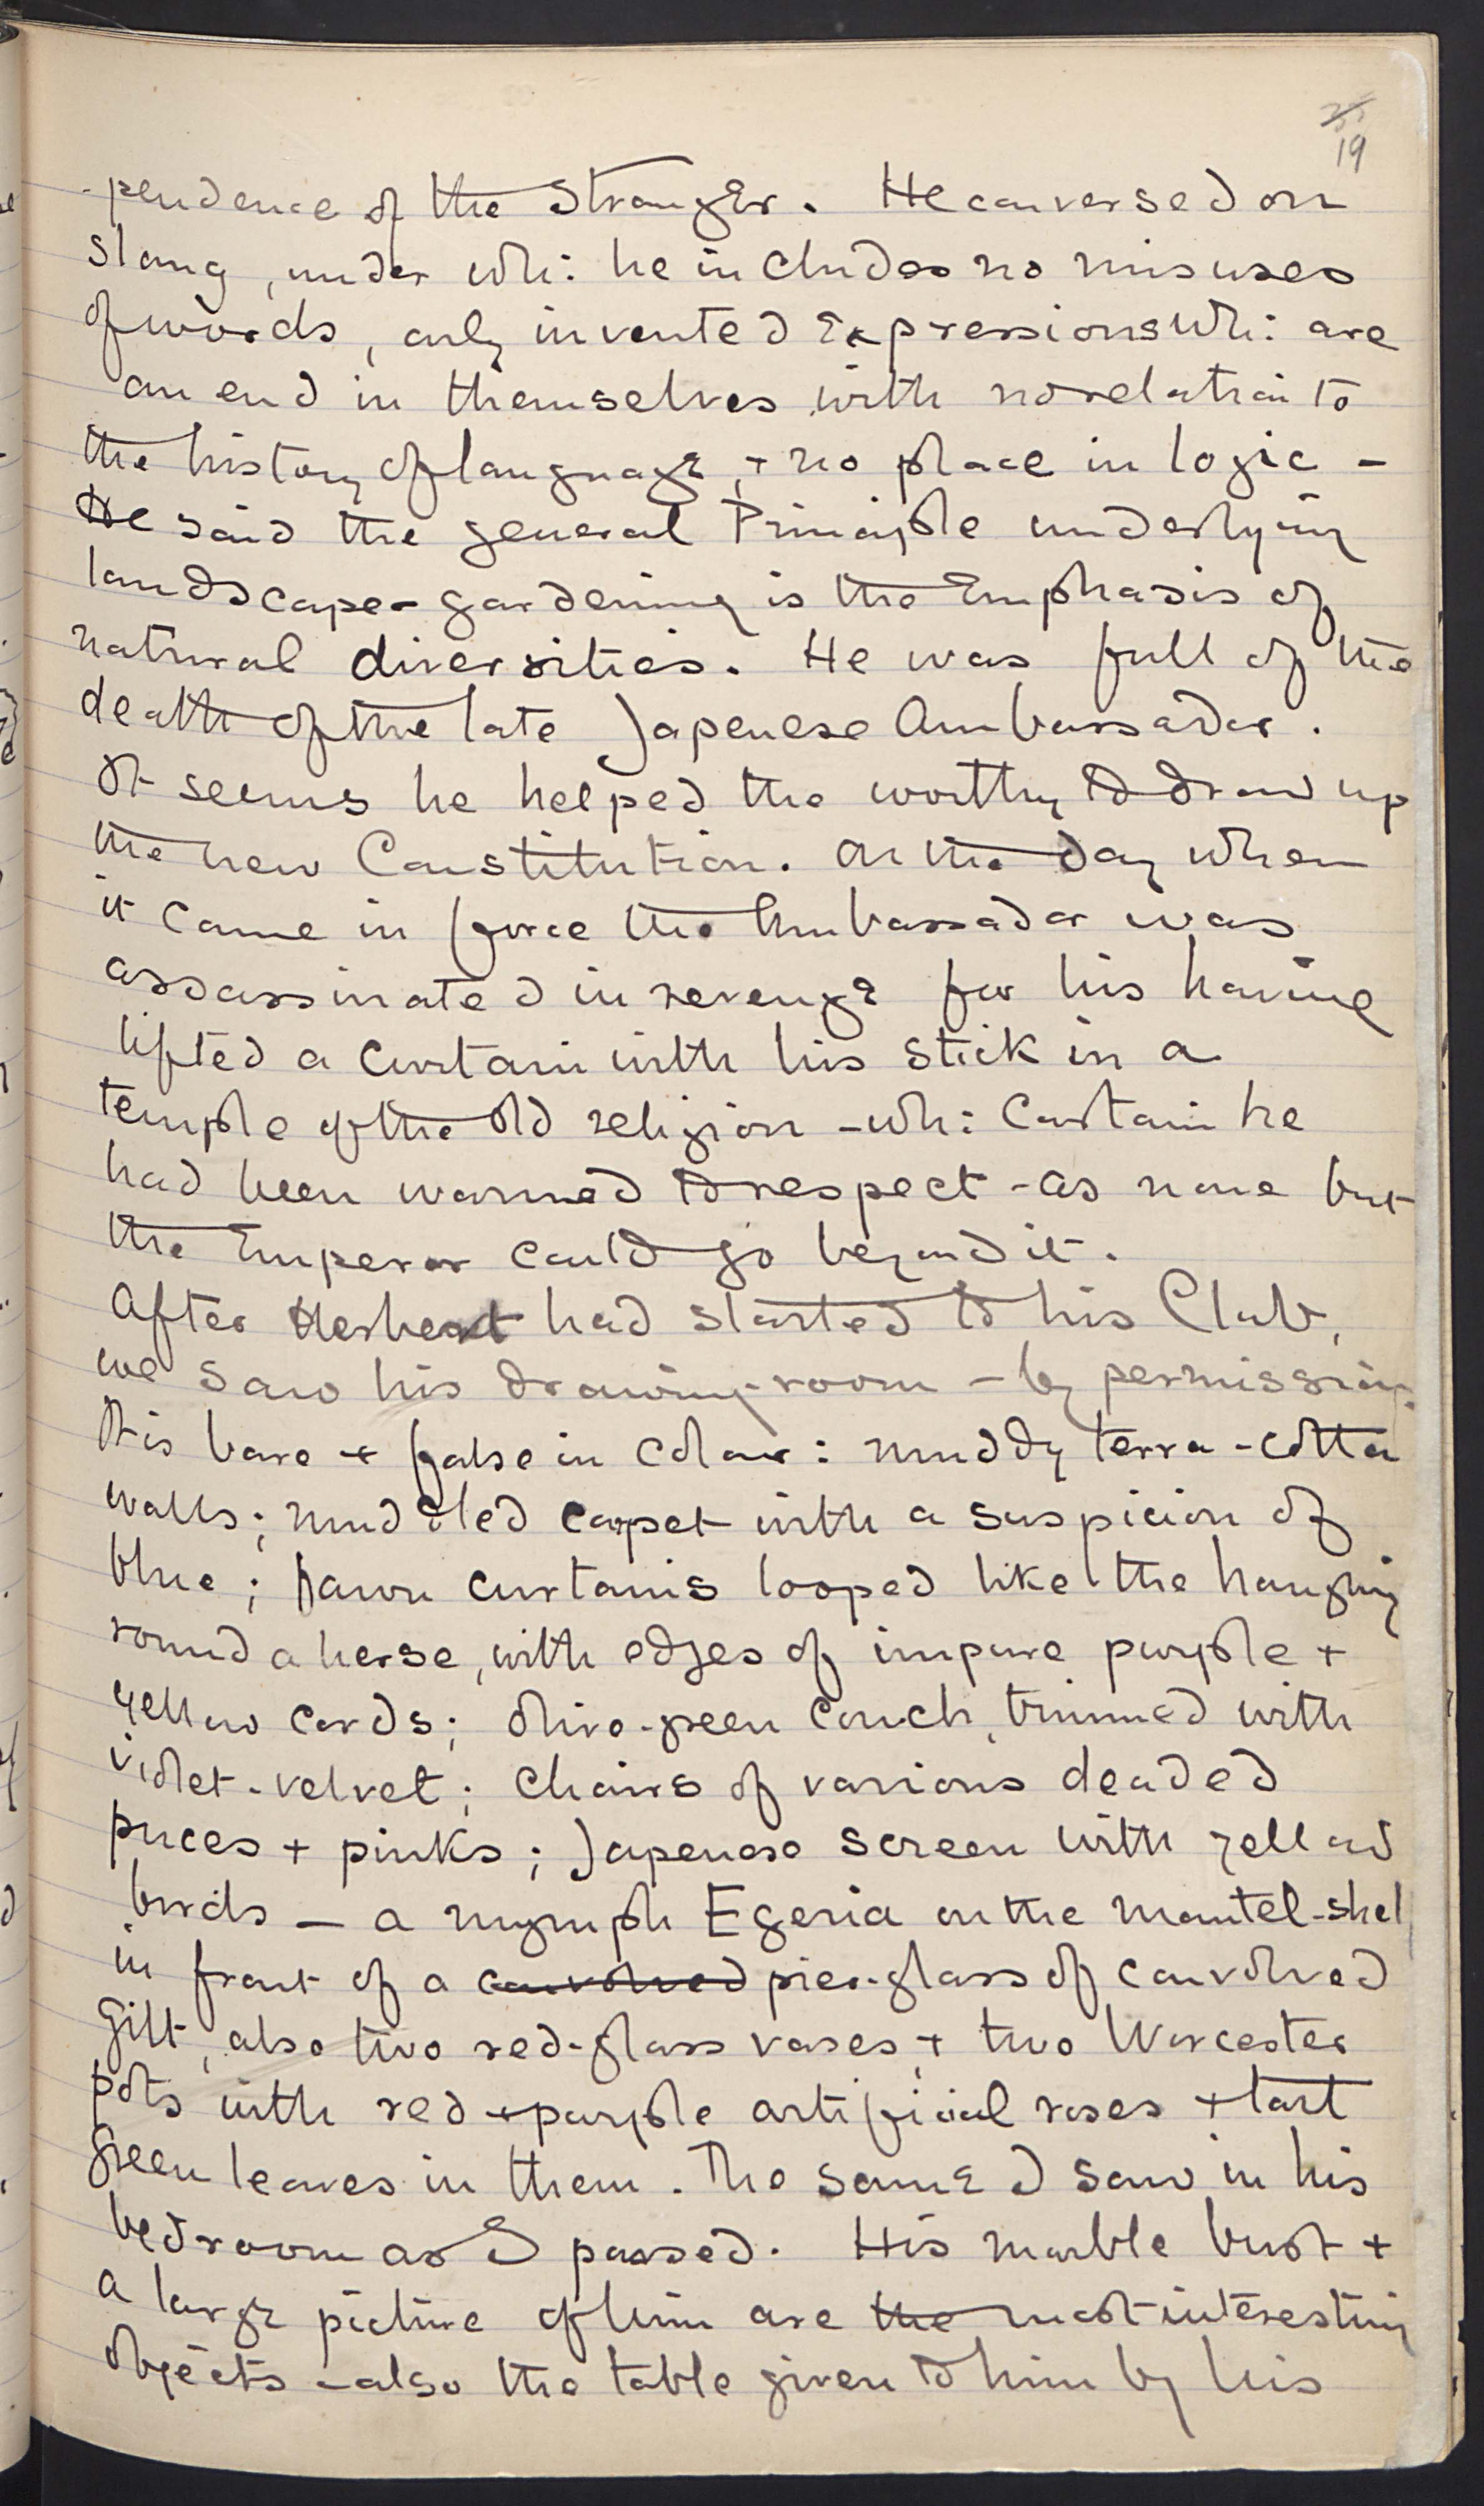 19
-pendence of the Stranger. He conversed on
slang, under whi: he includes no misuses
of words, only invented expressions whi: are
an end in themselves with no relation to
the history of language, + no place in logic -
He said the general Principle underlying
landscape-gardening is the Emphasis of
natural diversities. He was full of the
death of the late Japenese Ambassador.
It seems he helped the worthy to draw up
the new Constitution. On the day when
it came in force the Ambassador was
assassinated in revenge for his having
lifted a curtain with his stick in a
temple of the old religion - whi: Curtain he
had been warned to respect - as none but
the Emperor could go beyond it.
After Herbert had started to his Club,
we saw his drawing-room - by permission.
It is bare + false in colour: muddy terra-cotta
walls; muddled carpet with a suspicion of
blue; fawn curtains looped like the hanging
round a herse, with edges of impure purple +
yellow cords; olive-green couch, trimmed with
violet-velvet; chairs of various deaded
puces + pinks; Japenese screen with yellow
birds - a nymph Egeria on the mantel-shelf
in front of a convolved pier-glass of convolved
gilt, also two red-glass vases, + two Worcester
pots with red + purple artificial roses + tart
green leaves in them. The same I saw in his
bedroom as I passed. His marble bust +
a large picture of him are the most interesting
objects - also the table given to him by his